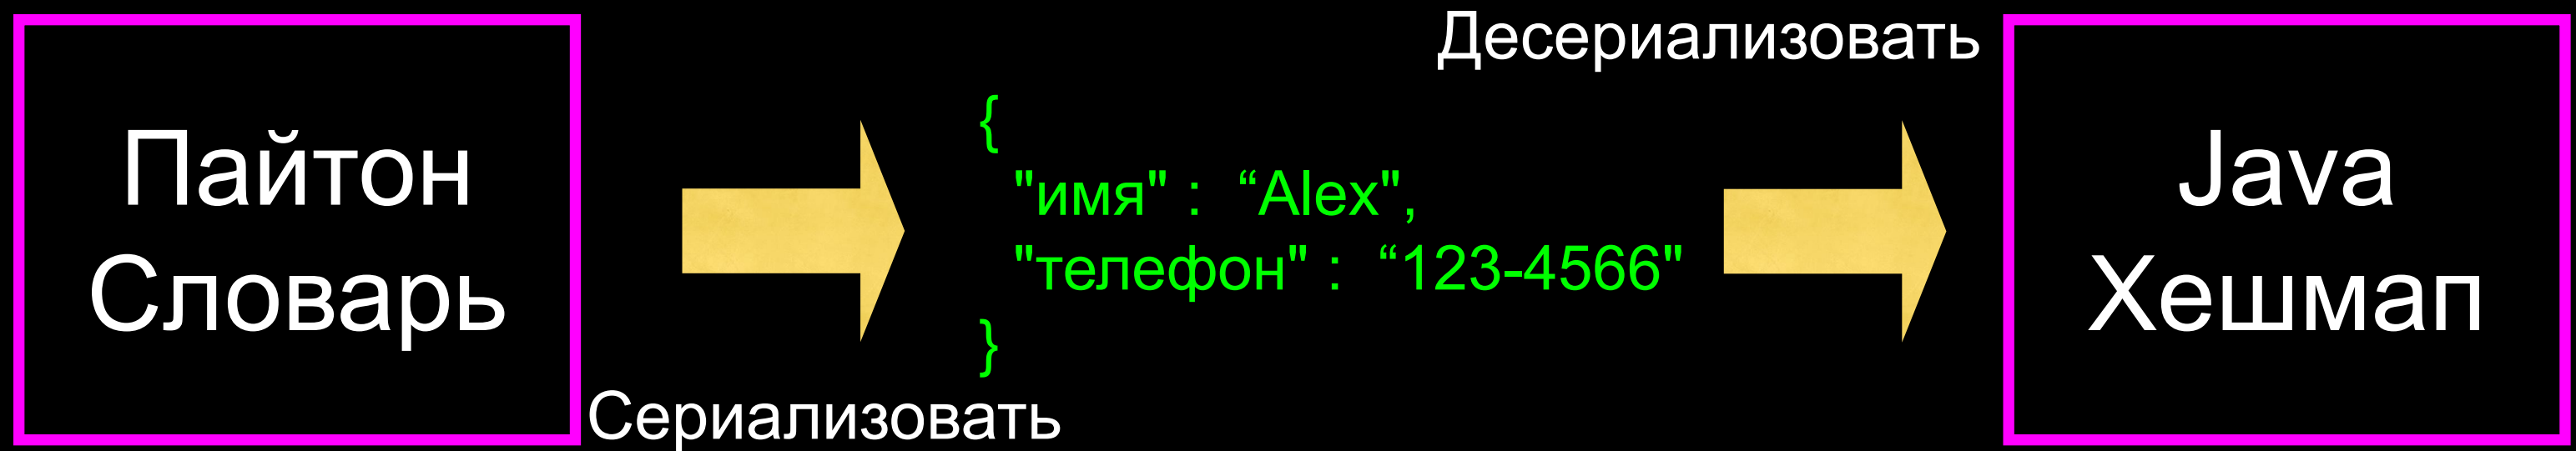 Пайтон
Словарь
Сериализовать
{
"имя" :  “Alex",
"телефон" :  “123-4566"
}
Десериализовать
Java
Хешмап